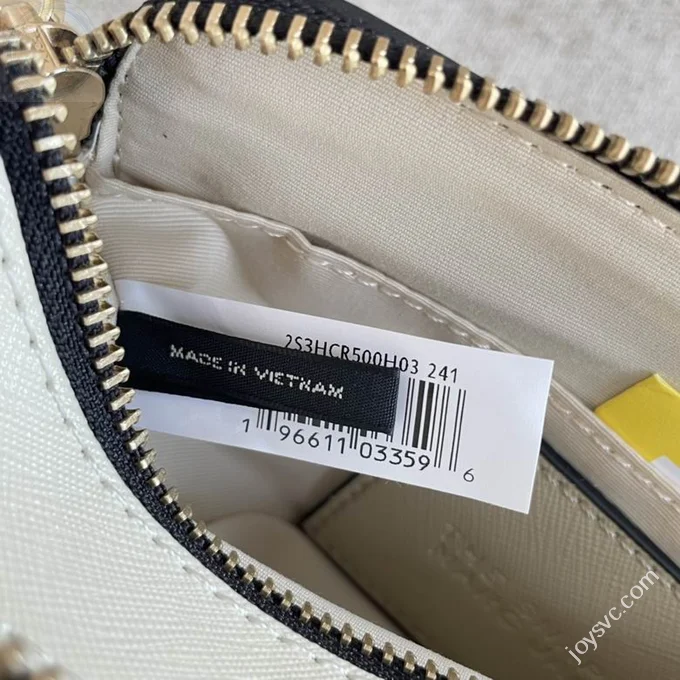 2S3HCR500H03 241
MADE IN VIETNAM
1 96611 03359 6
joysvc.com